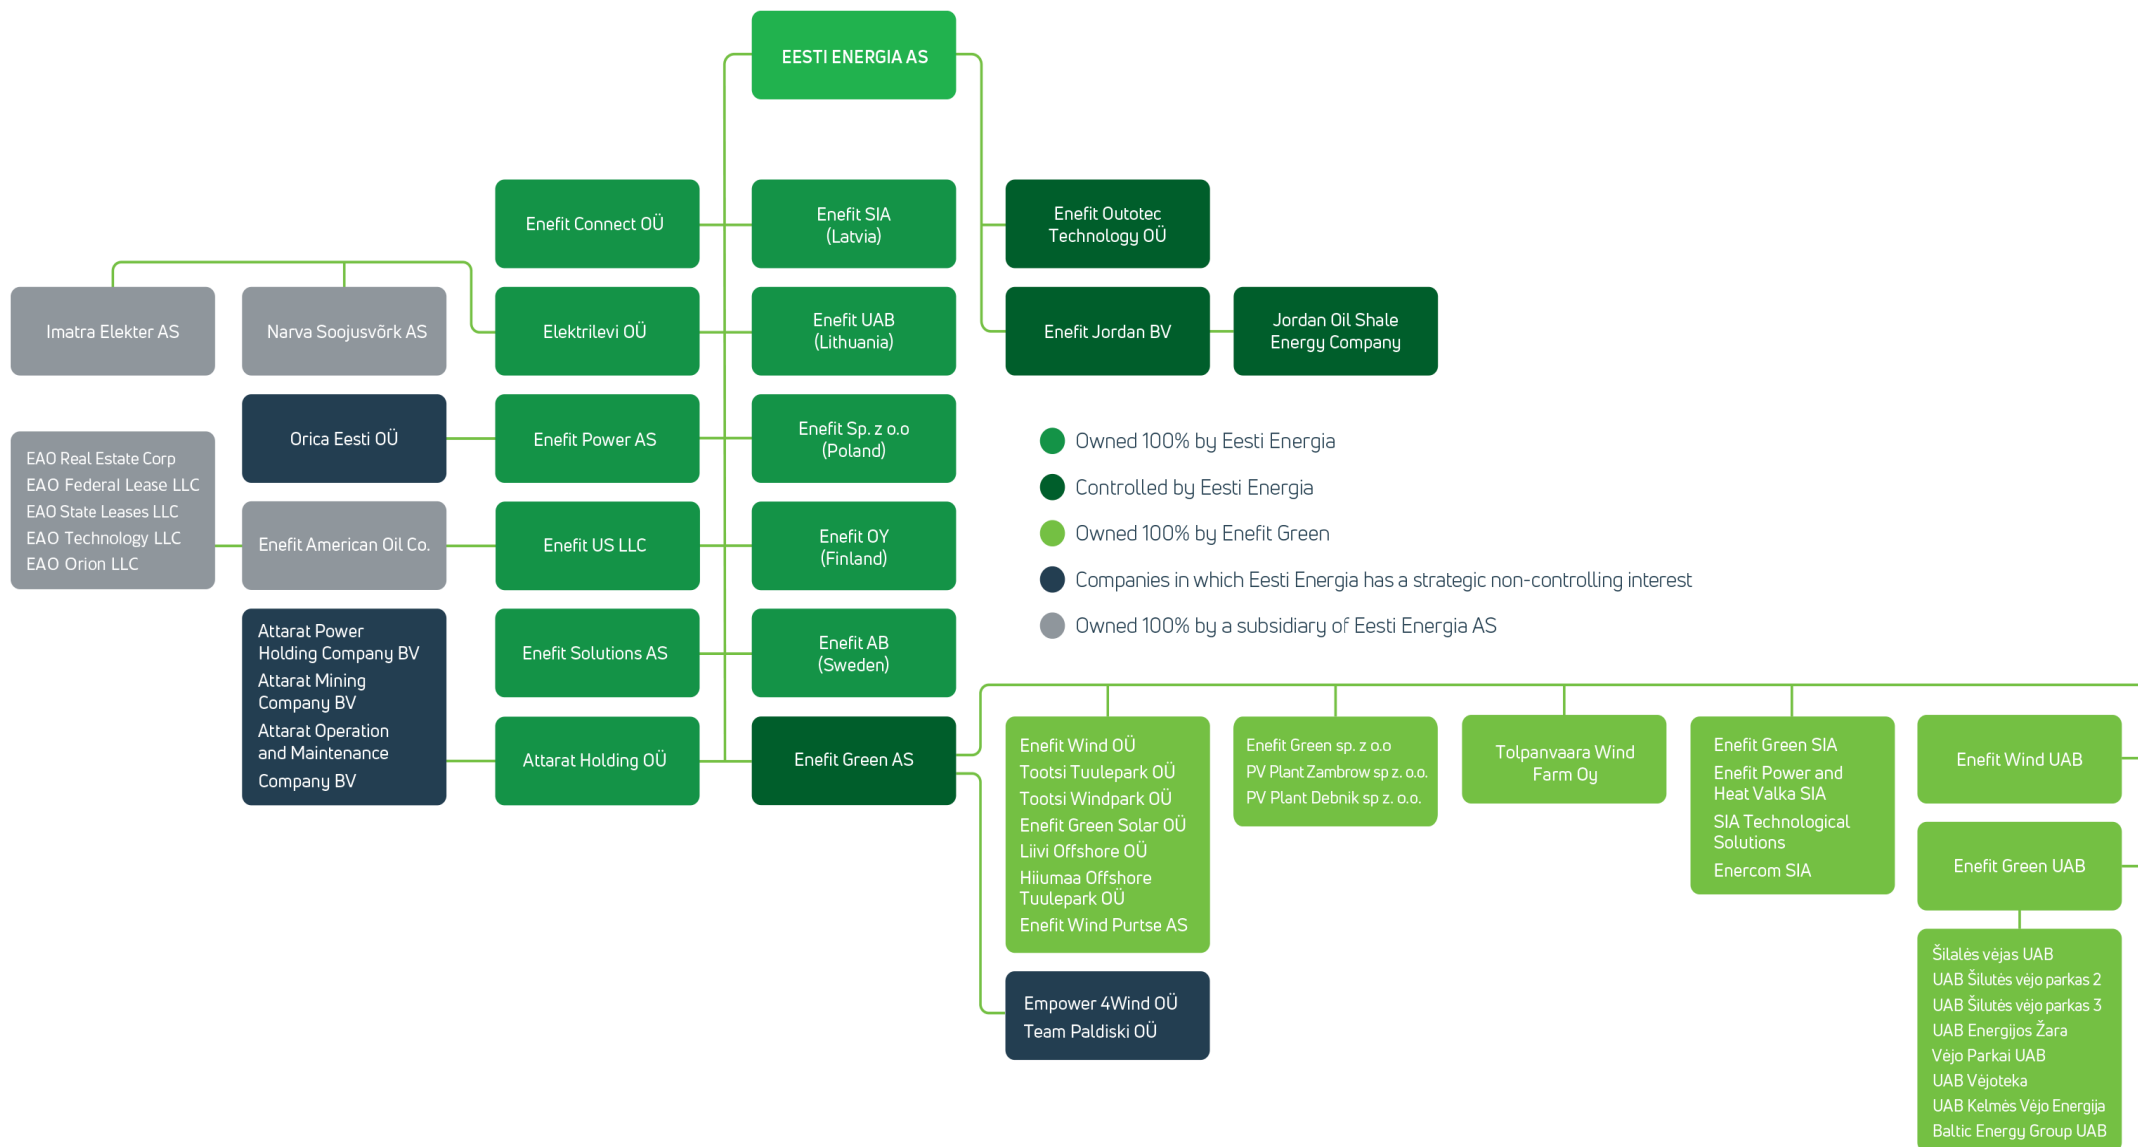 EESTI ENERGIA AS
Enefit Connect OÜ
Enefit SIA
(Latvia)
Enefit Outotec
Technology OÜ
Imatra Elekter AS
Narva Soojusvõrk AS
Elektrilevi OÜ
Enefit UAB
(Lithuania)
Enefit Jordan BV
Jordan Oil Shale
Energy Company
Orica Eesti OÜ
Enefit Power AS
Enefit Sp. z o.o
(Poland)
EAO Real Estate Corp
EAO Federal Lease LLC
EAO State Leases LLC
EAO Technology LLC
EAO Orion LLC
Enefit American Oil Co.
Enefit US LLC
Enefit OY
(Finland)
Owned 100% by Eesti Energia
Controlled by Eesti Energia
Owned 100% by Enefit Green
Companies in which Eesti Energia has a strategic non-controlling interest
Owned 100% by a subsidiary of Eesti Energia AS
Attarat Power
Holding Company BV
Attarat Mining
Company BV
Attarat Operation
and Maintenance
Company BV
Enefit Solutions AS
Enefit AB
(Sweden)
Attarat Holding OÜ
Enefit Green AS
Enefit Wind OÜ
Tootsi Tuulepark OÜ
Tootsi Windpark OÜ
Enefit Green Solar OÜ
Liivi Offshore OÜ
Hiiumaa Offshore
Tuulepark OÜ
Enefit Wind Purtse AS
Enefit Green sp. z o.o
PV Plant Zambrow sp z. o.o.
PV Plant Debnik sp z. o.o.
Tolpanvaara Wind
Farm Oy
Enefit Green SIA
Enefit Power and
Heat Valka SIA
SIA Technological
Solutions
Enercom SIA
Enefit Wind UAB
Enefit Green UAB
Šilalės vėjas UAB
UAB Šilutės vėjo parkas 2
UAB Šilutės vėjo parkas 3
UAB Energijos Žara
Vėjo Parkai UAB
UAB Vėjoteka
UAB Kelmės Vėjo Energija
Baltic Energy Group UAB
Empower 4Wind OÜ
Team Paldiski OÜ